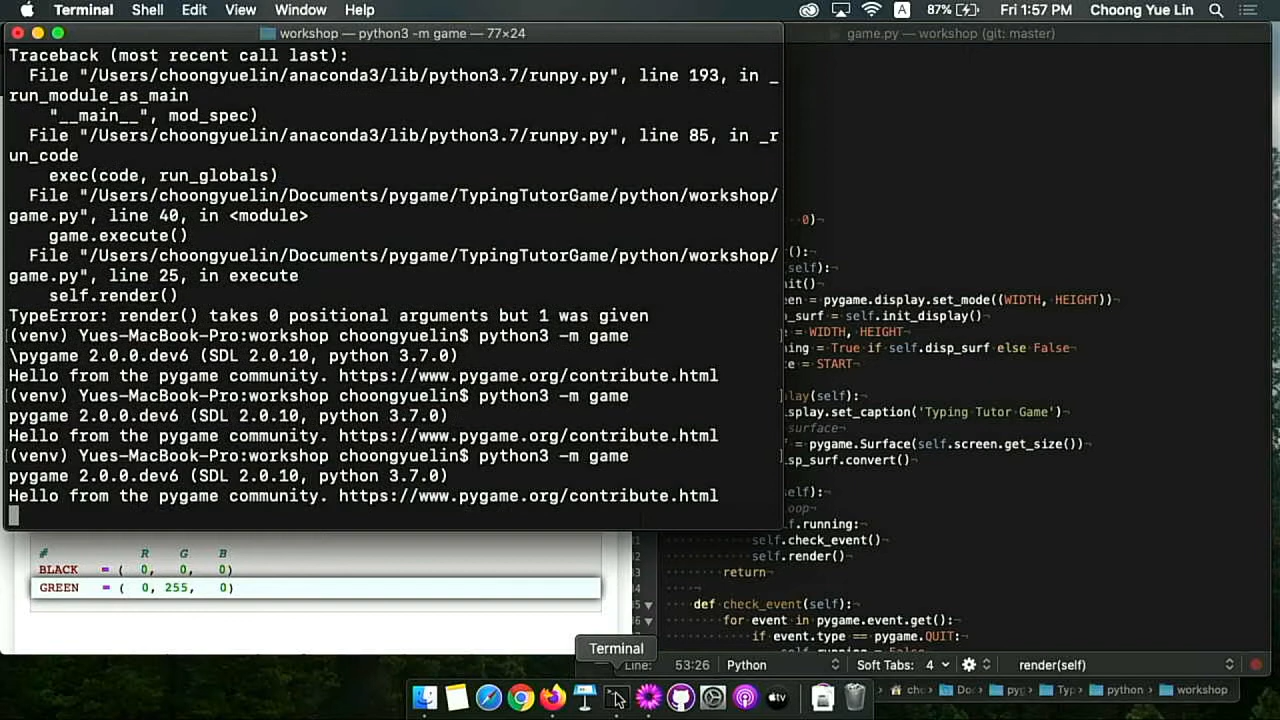 Terminal Shell Edit View Window Help A 87% Fri 1:57 PM Choong Yue Lin
workshop — python3 -m game — 77×24
game.py — workshop (git: master)
Traceback (most recent call last):
File "/Users/choongyuelin/anaconda3/lib/python3.7/runpy.py", line 193, in _
run_module_as_main
"__main__", mod_spec)
File "/Users/choongyuelin/anaconda3/lib/python3.7/runpy.py", line 85, in _r
un_code
exec(code, run_globals)
File "/Users/choongyuelin/Documents/pygame/TypingTutorGame/python/workshop/
game.py", line 40, in <module>
game.execute()
File "/Users/choongyuelin/Documents/pygame/TypingTutorGame/python/workshop/
game.py", line 25, in execute
self.render()
TypeError: render() takes 0 positional arguments but 1 was given
(venv) Yues-MacBook-Pro:workshop choongyuelin$ python3 -m game
\pygame 2.0.0.dev6 (SDL 2.0.10, python 3.7.0)
Hello from the pygame community. https://www.pygame.org/contribute.html
(venv) Yues-MacBook-Pro:workshop choongyuelin$ python3 -m game
pygame 2.0.0.dev6 (SDL 2.0.10, python 3.7.0)
Hello from the pygame community. https://www.pygame.org/contribute.html
(venv) Yues-MacBook-Pro:workshop choongyuelin$ python3 -m game
pygame 2.0.0.dev6 (SDL 2.0.10, python 3.7.0)
Hello from the pygame community. https://www.pygame.org/contribute.html
0)
():
self):
it()
en = pygame.display.set_mode((WIDTH, HEIGHT))
p_surf = self.init_display()
= WIDTH, HEIGHT
ing = True if self.disp_surf else False
e = START
lay(self):
splay.set_caption('Typing Tutor Game')
surface
f = pygame.Surface(self.screen.get_size())
isp_surf.convert()
elf):
oop
f.running:
self.check_event()
self.render()
return
def check_event(self):
for event in pygame.event.get():
if event.type == pygame.QUIT:
self.running = False
# R G B
BLACK = ( 0, 0, 0)
GREEN = ( 0, 255, 0)
Terminal
Line: 53:26 Python Soft Tabs: 4 render(self)
cho Doc pyg Typ python workshop
tv